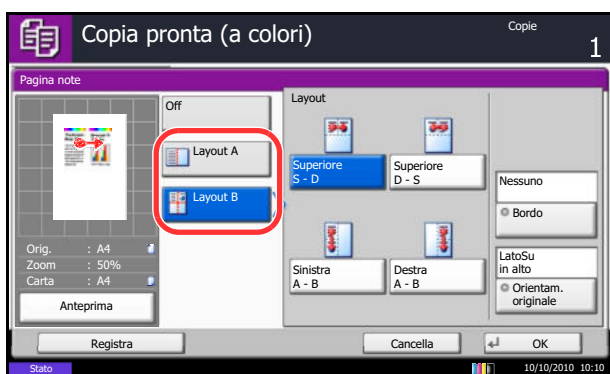 Copia pronta (a colori)
Copie
1
Pagina note
Off
Layout A
Layout B
Layout
Superiore
S - D
Superiore
D - S
Sinistra
A - B
Destra
A - B
Nessuno
Bordo
LatoSu
in alto
Orientam.
originale
Orig. : A4
Zoom : 50%
Carta : A4
Anteprima
Registra
Cancella
OK
Stato
10/10/2010 10:10